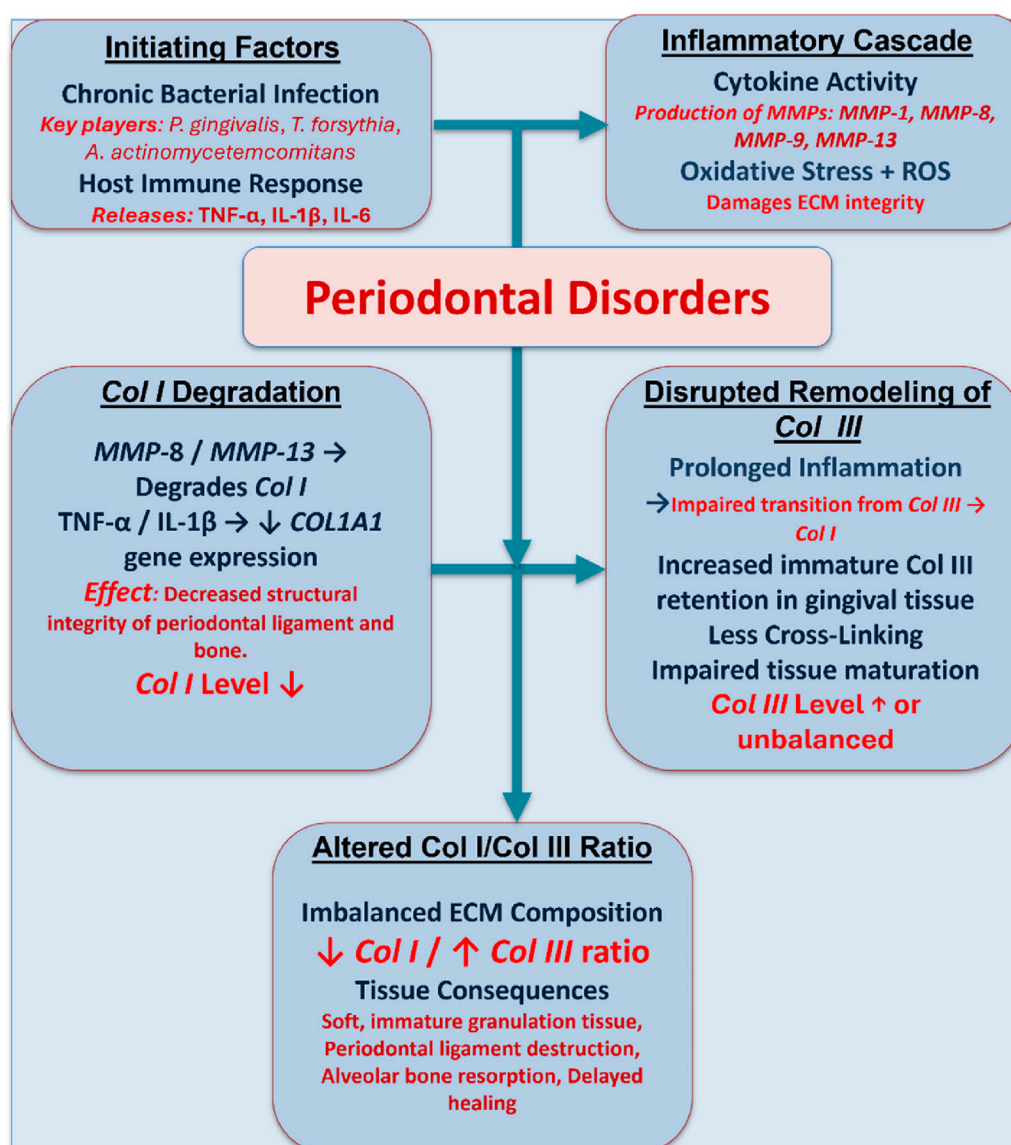 Initiating Factors
Chronic Bacterial Infection
Key players: P. gingivalis, T. forsythia,
A. actinomycetemcomitans
Host Immune Response
Releases: TNF-α, IL-1β, IL-6
Inflammatory Cascade
Cytokine Activity
Production of MMPs: MMP-1, MMP-8,
MMP-9, MMP-13
Oxidative Stress + ROS
Damages ECM integrity
Periodontal Disorders
Col I Degradation
MMP-8 / MMP-13 →
Degrades Col I
TNF-α / IL-1β → ↓ COL1A1
gene expression
Effect: Decreased structural
integrity of periodontal ligament and
bone.
Col I Level ↓
Disrupted Remodeling of
Col III
Prolonged Inflammation
→Impaired transition from Col III →
Col I
Increased immature Col III
retention in gingival tissue
Less Cross-Linking
Impaired tissue maturation
Col III Level ↑ or
unbalanced
Altered Col I/Col III Ratio
Imbalanced ECM Composition
↓ Col I / ↑ Col III ratio
Tissue Consequences
Soft, immature granulation tissue,
Periodontal ligament destruction,
Alveolar bone resorption, Delayed
healing